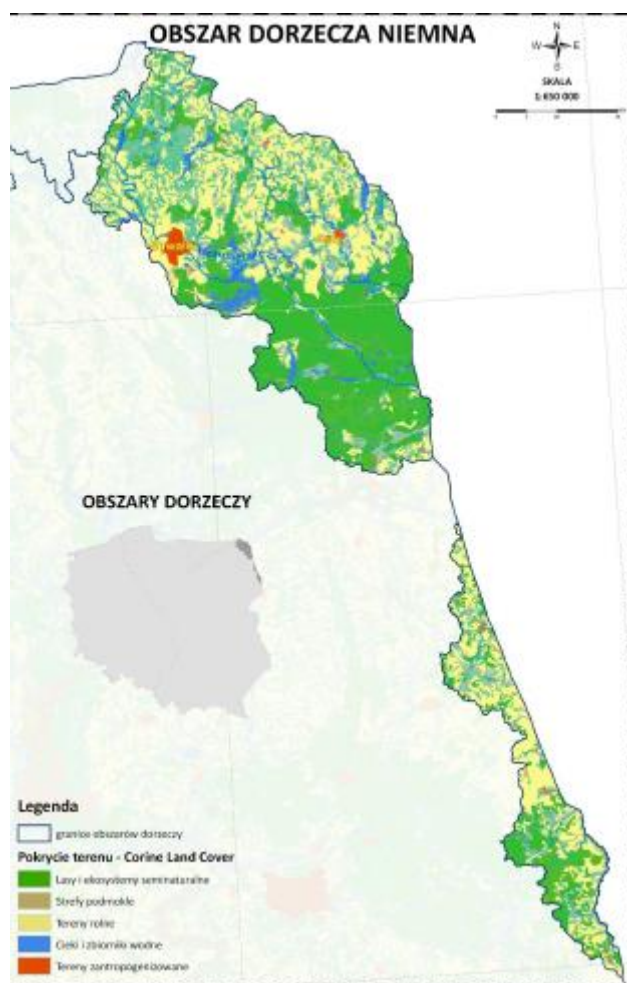 OBSZAR DORZECZA NIEMNA
N
W E
S
SKALA
1:650 000
OBSZARY DORZECZY
Legenda
granice obszarów dorzeczy
Pokrycie terenu - Corine Land Cover
Lasy i ekosystemy seminaturalne
Strefy podmokłe
Tereny rolne
Cieki i zbiorniki wodne
Tereny zantropogenizowane